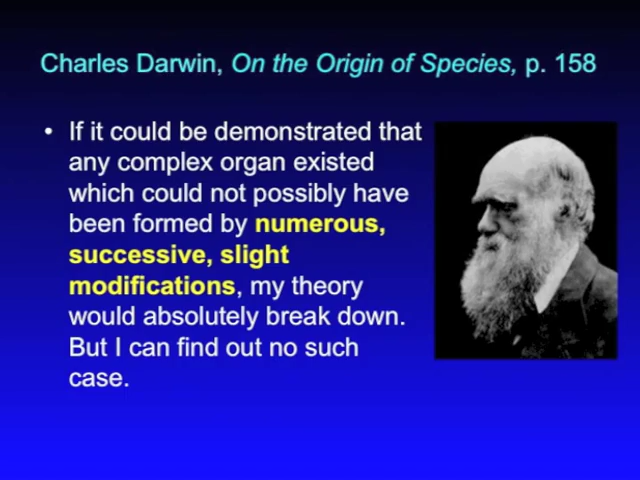 Charles Darwin, On the Origin of Species, p. 158
• If it could be demonstrated that
any complex organ existed
which could not possibly have
been formed by numerous,
successive, slight
modifications, my theory
would absolutely break down.
But I can find out no such
case.